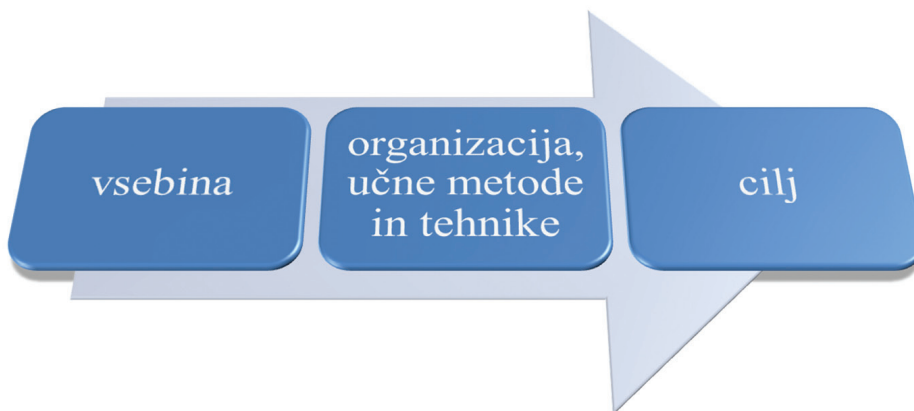 vsebina
organizacija,
učne metode
in tehnike
cilj